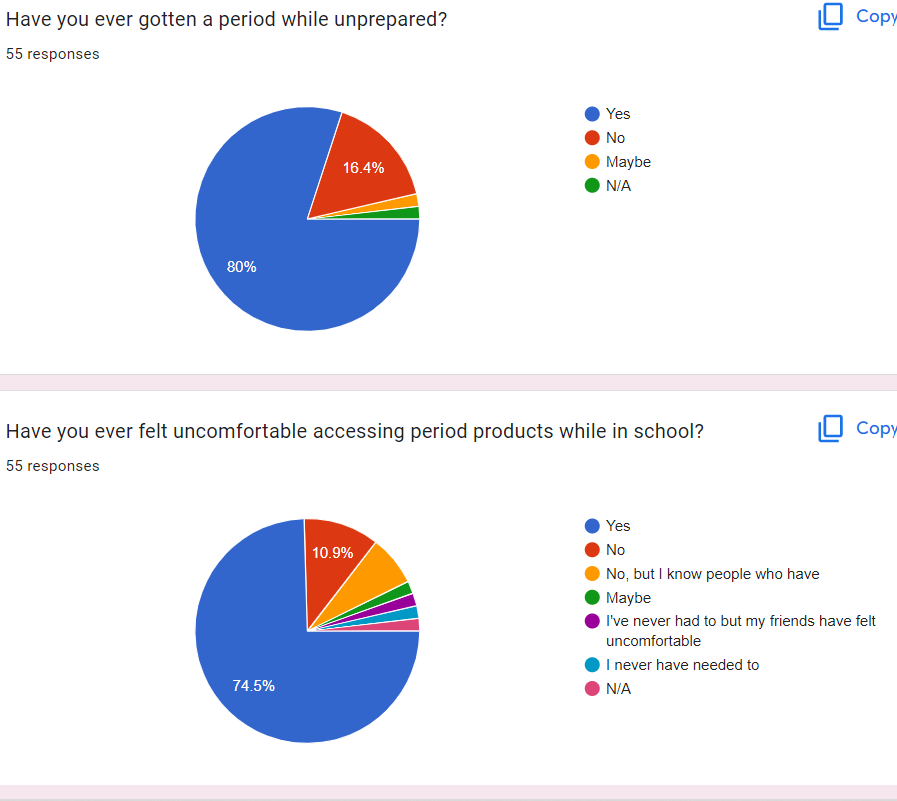 Have you ever gotten a period while unprepared?
Copy
55 responses
Yes
No
Maybe
N/A
16.4%
80%
Have you ever felt uncomfortable accessing period products while in school?
Copy
55 responses
Yes
No
No, but I know people who have
Maybe
I've never had to but my friends have felt
uncomfortable
I never have needed to
N/A
10.9%
74.5%